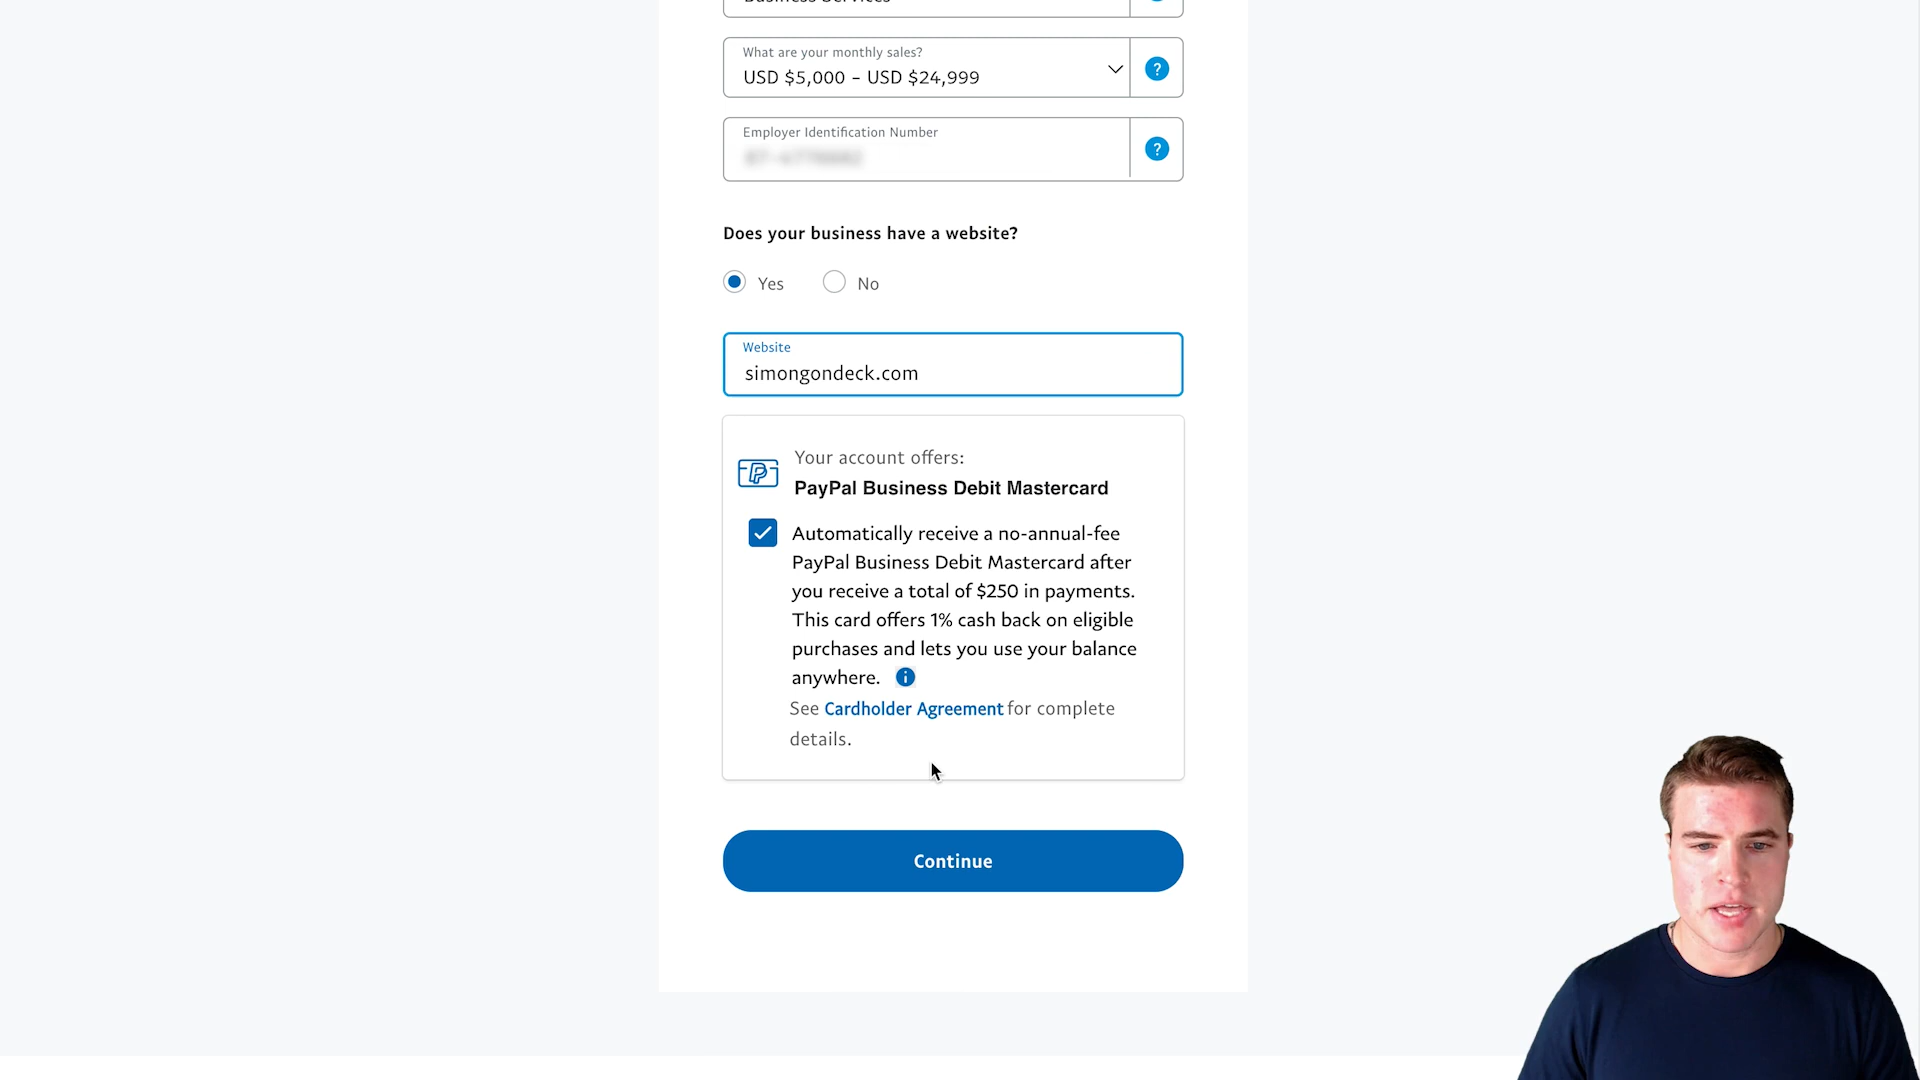 Business Services
What are your monthly sales?
USD $5,000 – USD $24,999
?
Employer Identification Number
?
Does your business have a website?
Yes
No
Website
simongondeck.com
Your account offers:
PayPal Business Debit Mastercard
Automatically receive a no-annual-fee
PayPal Business Debit Mastercard after
you receive a total of $250 in payments.
This card offers 1% cash back on eligible
purchases and lets you use your balance
anywhere. i
See Cardholder Agreement for complete
details.
Continue